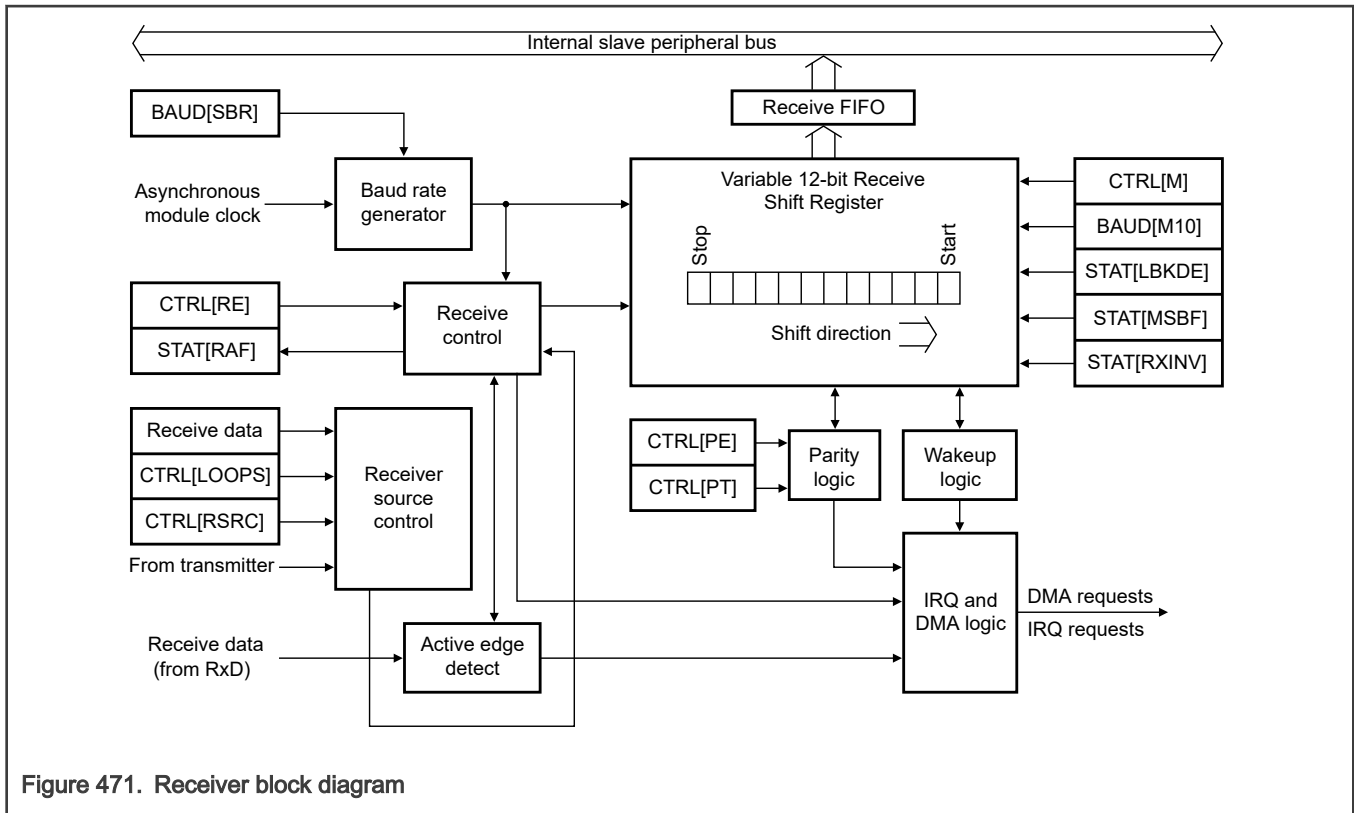 Internal slave peripheral bus
BAUD[SBR]
Receive FIFO
Asynchronous
module clock
Baud rate
generator
Variable 12-bit Receive
Shift Register
Stop
Start
Shift direction
CTRL[M]
BAUD[M10]
STAT[LBKDE]
STAT[MSBF]
STAT[RXINV]
CTRL[RE]
STAT[RAF]
Receive
control
Receive data
CTRL[LOOPS]
CTRL[RSRC]
From transmitter
Receiver
source
control
CTRL[PE]
CTRL[PT]
Parity
logic
Wakeup
logic
Receive data
(from RxD)
Active edge
detect
IRQ and
DMA logic
DMA requests
IRQ requests
Figure 471. Receiver block diagram